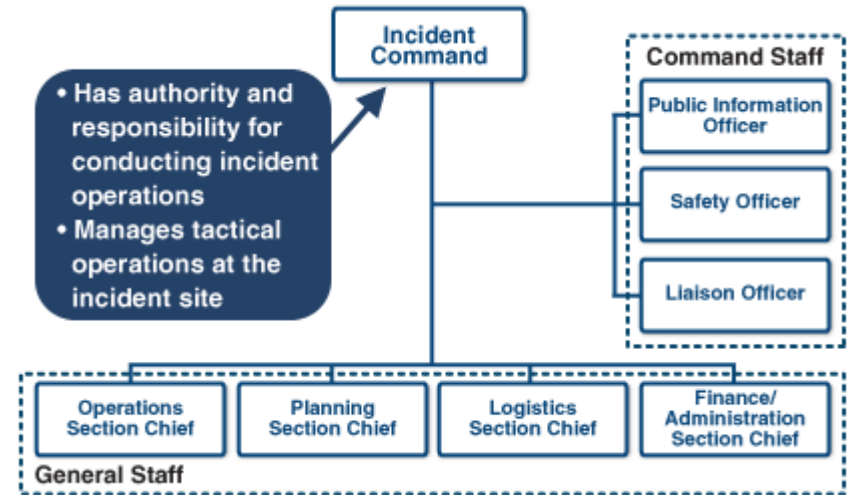 Incident
Command
• Has authority and
responsibility for
conducting incident
operations
• Manages tactical
operations at the
incident site
Command Staff
Public Information
Officer
Safety Officer
Liaison Officer
Operations
Section Chief
Planning
Section Chief
Logistics
Section Chief
Finance/
Administration
Section Chief
General Staff